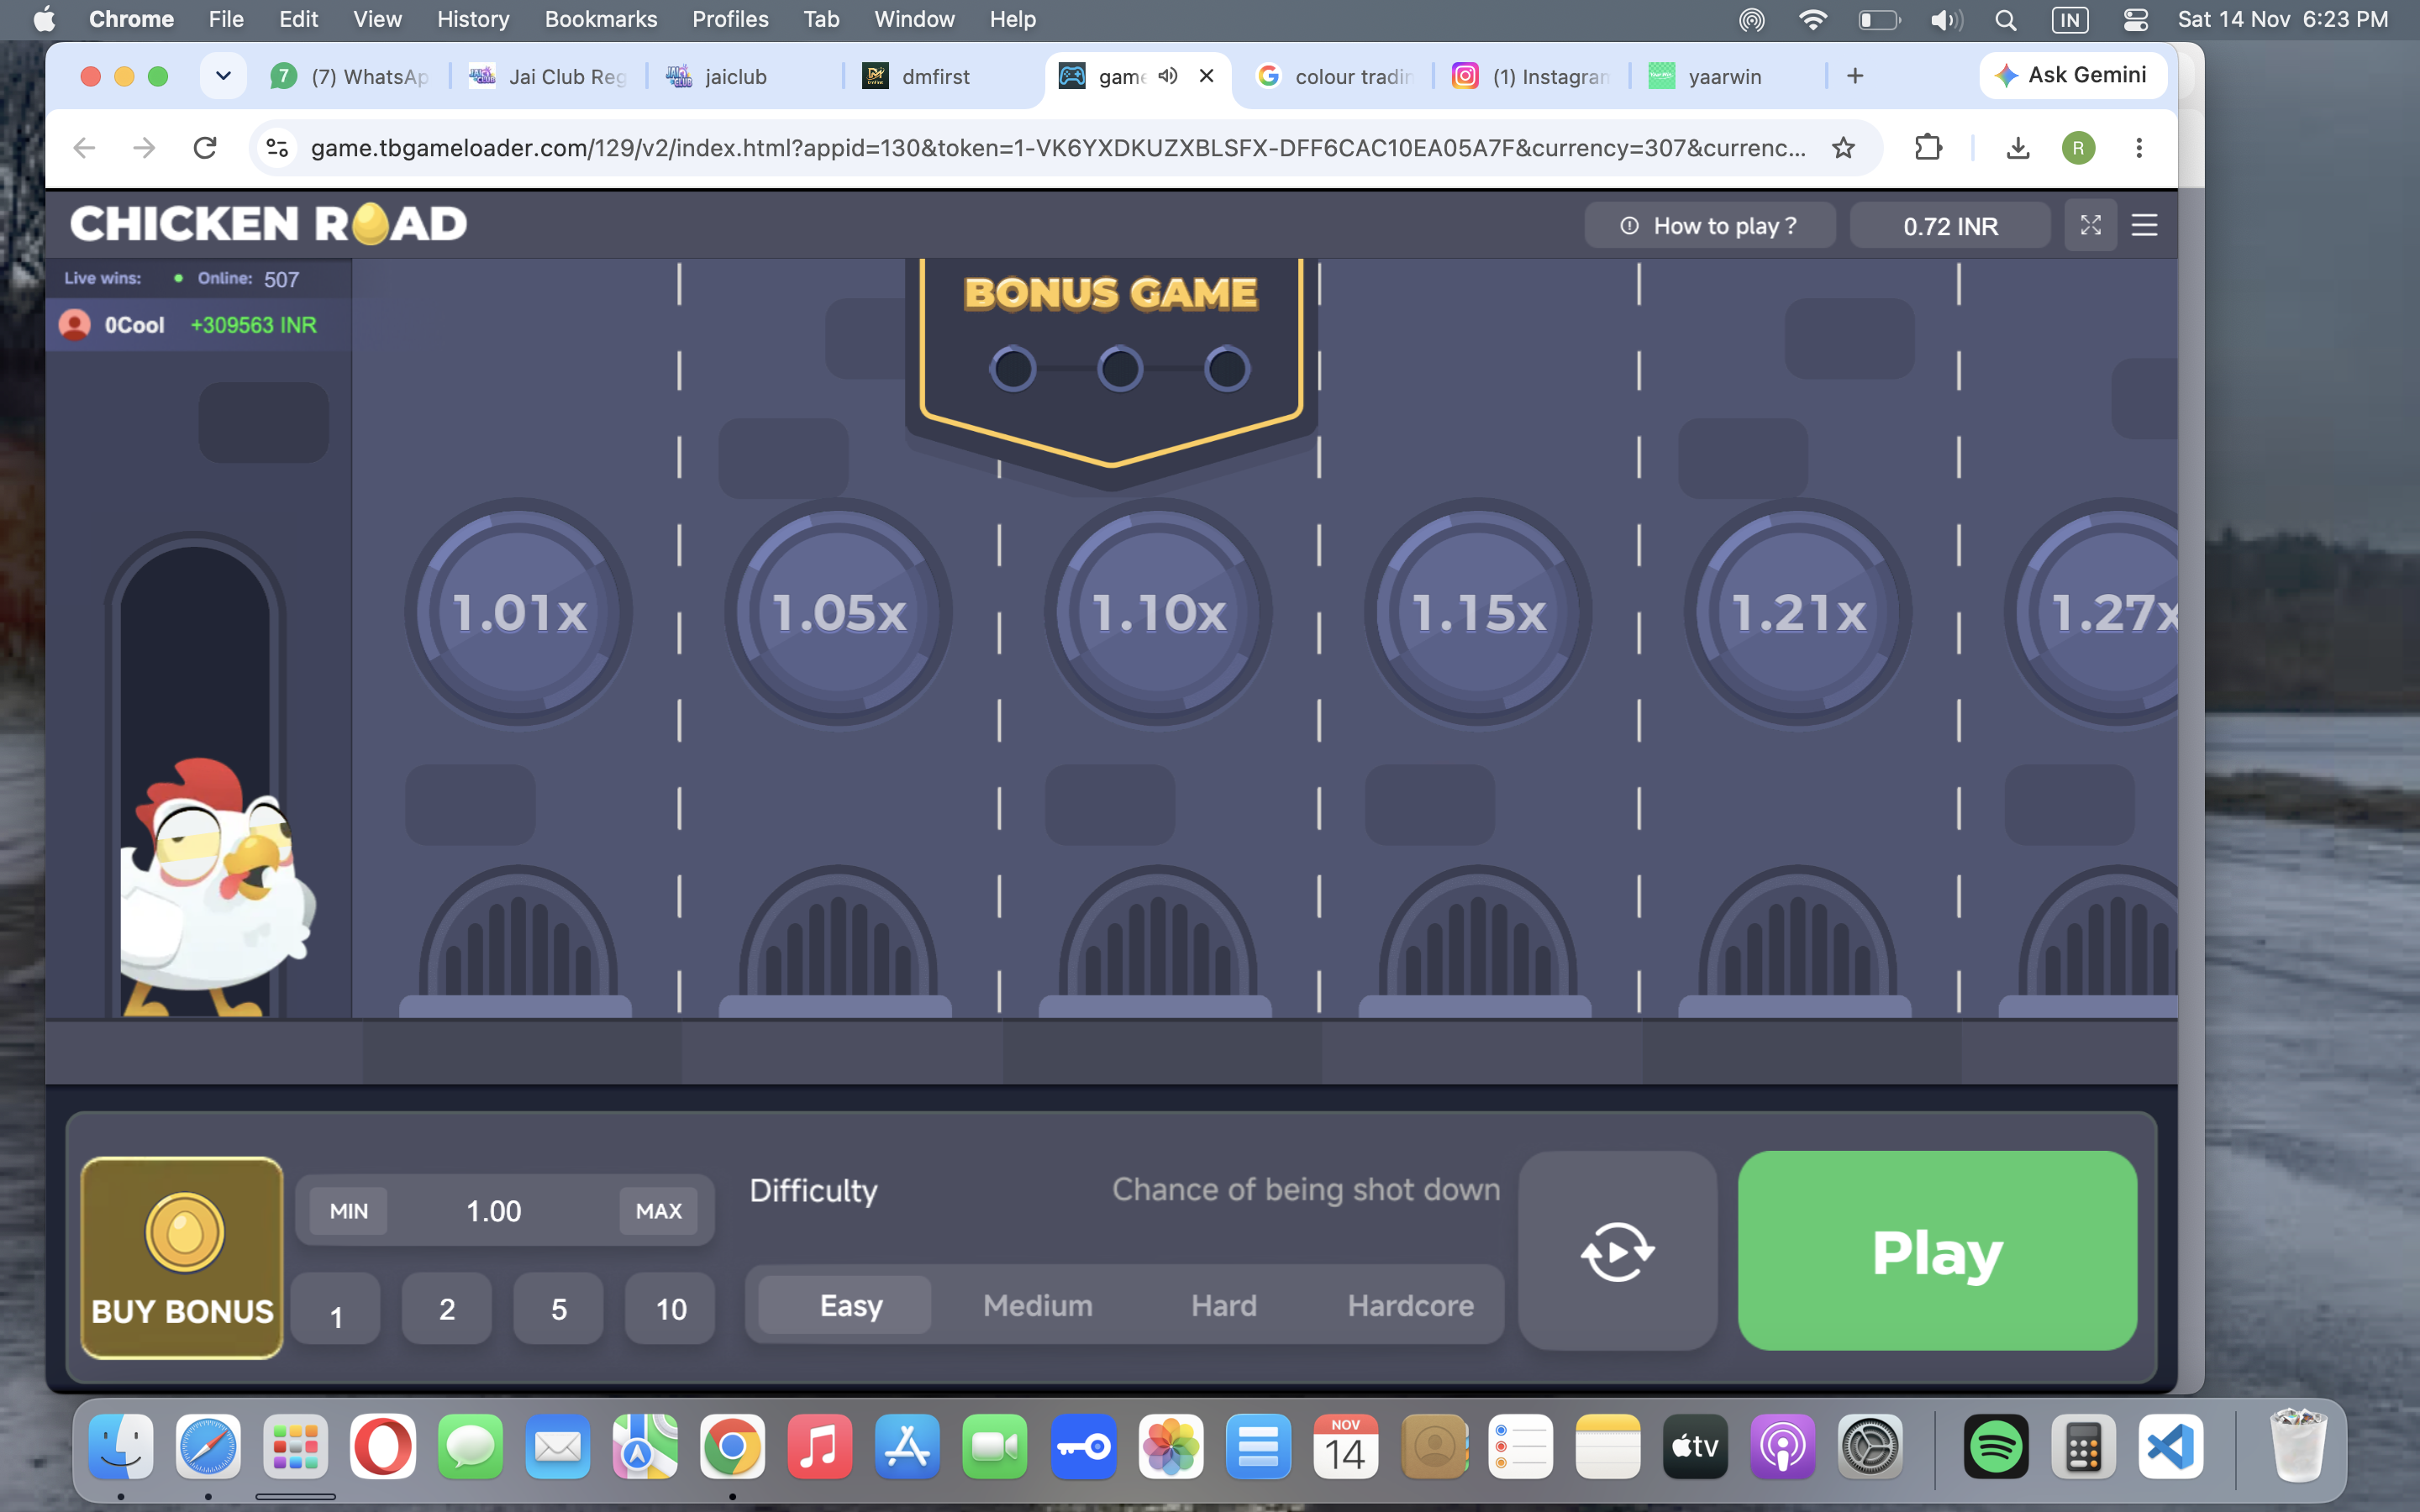 Chrome File Edit View History Bookmarks Profiles Tab Window Help IN Sat 14 Nov 6:23 PM
7 (7) WhatsAp Jai Club Reg jaiclub dmfirst game colour tradin (1) Instagram yaarwin Ask Gemini
game.tbgameloader.com/129/v2/index.html?appid=130&token=1-VK6YXDKUZXBLSFX-DFF6CAC10EA05A7F&currency=307&currenc... R
CHICKEN ROAD How to play ? 0.72 INR
Live wins: Online: 507
0Cool +309563 INR
BONUS GAME
1.01x 1.05x 1.10x 1.15x 1.21x 1.27x
Difficulty Chance of being shot down
MIN 1.00 MAX
Play
BUY BONUS 1 2 5 10 Easy Medium Hard Hardcore
NOV
14 tv